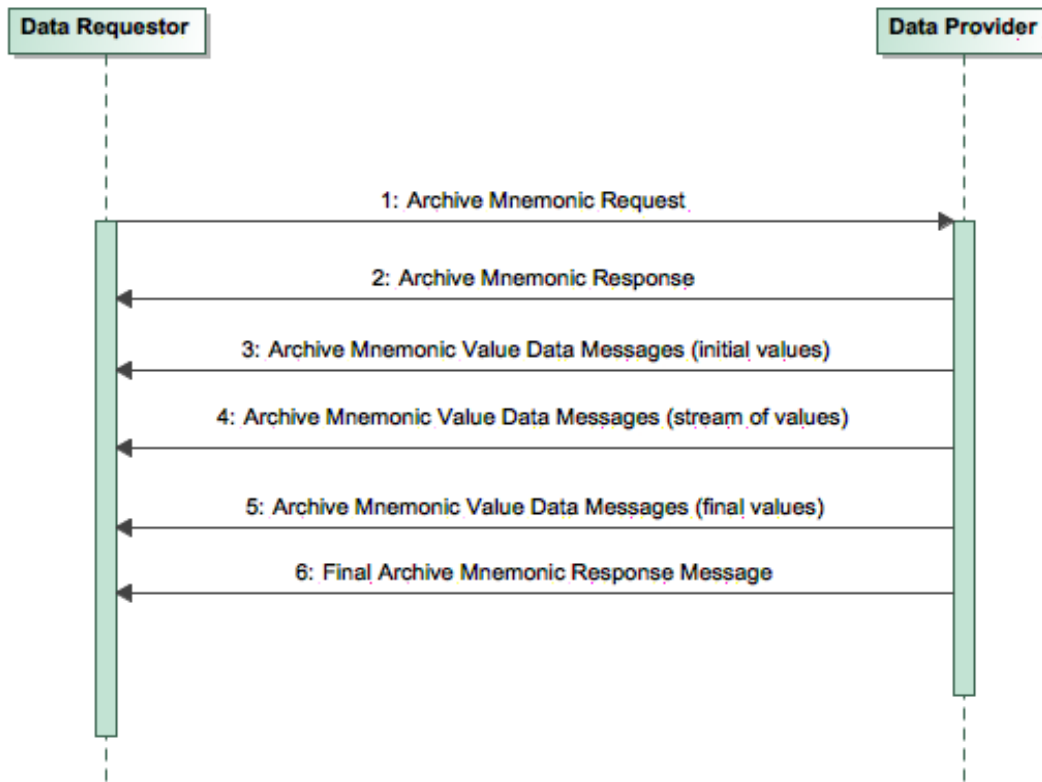 Data Requestor
Data Provider
1: Archive Mnemonic Request
2: Archive Mnemonic Response
3: Archive Mnemonic Value Data Messages (initial values)
4: Archive Mnemonic Value Data Messages (stream of values)
5: Archive Mnemonic Value Data Messages (final values)
6: Final Archive Mnemonic Response Message